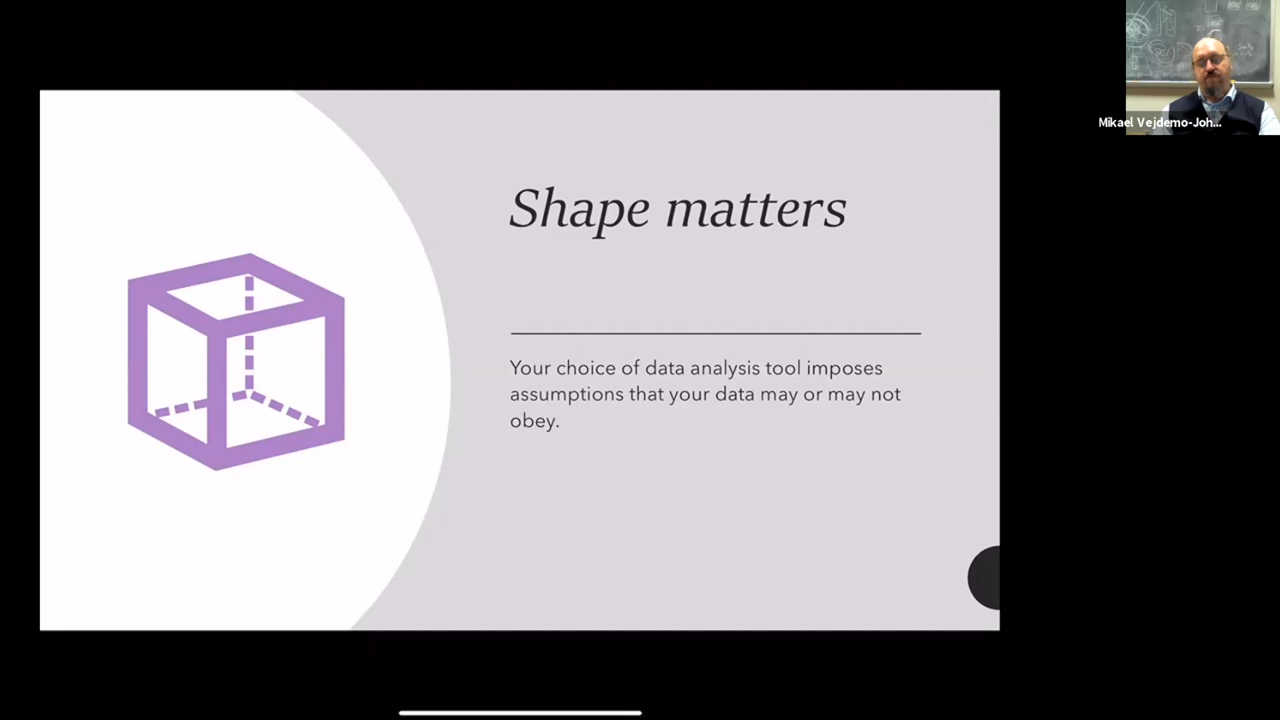 Shape matters
Your choice of data analysis tool imposes
assumptions that your data may or may not
obey.
Mikael Vejdemo-Joh...